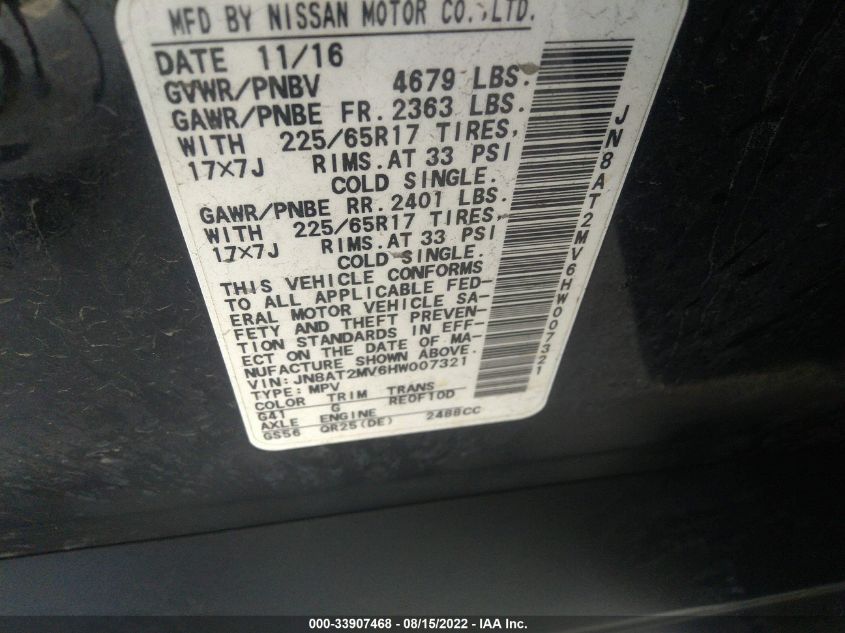 MFD BY NISSAN MOTOR CO.,LTD.
DATE 11/16
GVWR/PNBV 4679 LBS.
GAWR/PNBE FR. 2363 LBS.
WITH 225/65R17 TIRES,
17×7J RIMS.AT 33 PSI
COLD SINGLE.
GAWR/PNBE RR. 2401 LBS.
WITH 225/65R17 TIRES,
17×7J RIMS.AT 33 PSI
COLD SINGLE.
THIS VEHICLE CONFORMS
TO ALL APPLICABLE FED-
ERAL MOTOR VEHICLE SA-
FETY AND THEFT PREVEN-
TION STANDARDS IN EFF-
ECT ON THE DATE OF MA-
NUFACTURE SHOWN ABOVE.
VIN: JN8AT2MV6HW007321
TYPE: MPV
COLOR TRIM TRANS
G41 G RE0F10D
AXLE ENGINE
GS56 QR25(DE) 2488CC
JN8AT2MV6HW007321
000-33907468 - 08/15/2022 - IAA Inc.